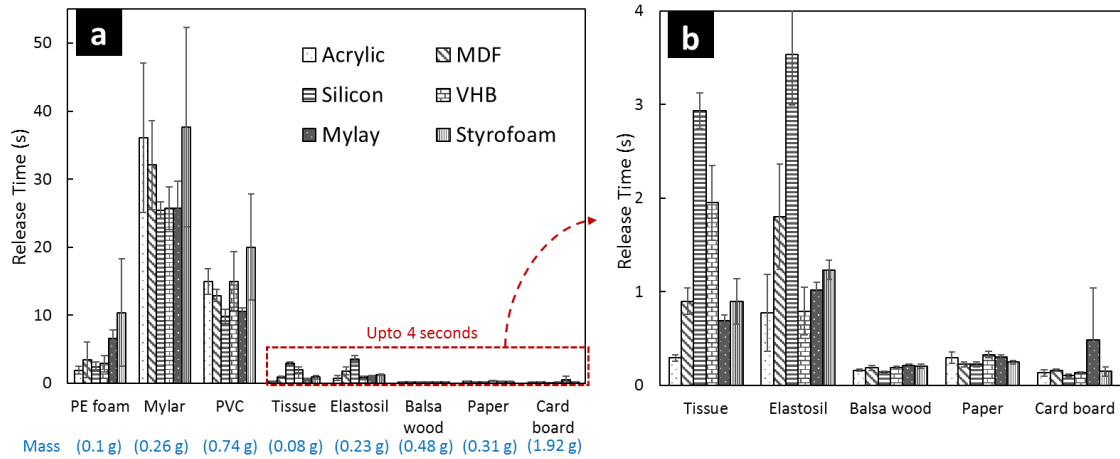 a
Release Time (s)
50
40
30
20
10
0
Acrylic
MDF
Silicon
VHB
Mylay
Styrofoam
Upto 4 seconds
PE foam
Mylar
PVC
Tissue
Elastosil
Balsa
wood
Paper
Card
board
Mass
(0.1 g)
(0.26 g)
(0.74 g)
(0.08 g)
(0.23 g)
(0.48 g)
(0.31 g)
(1.92 g)
b
Release Time (s)
4
3
2
1
0
Tissue
Elastosil
Balsa wood
Paper
Card board